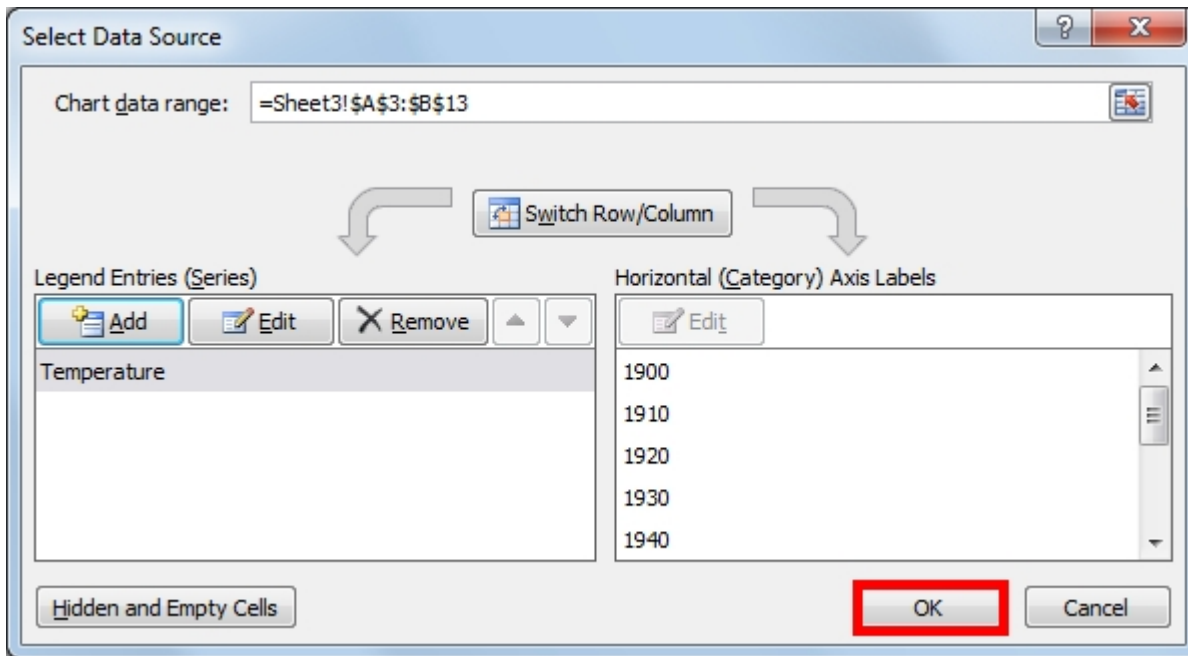 Select Data Source
Chart data range: =Sheet3!$A$3:$B$13
Switch Row/Column
Legend Entries (Series)
Add Edit Remove
Temperature
Horizontal (Category) Axis Labels
Edit
1900
1910
1920
1930
1940
Hidden and Empty Cells
OK Cancel